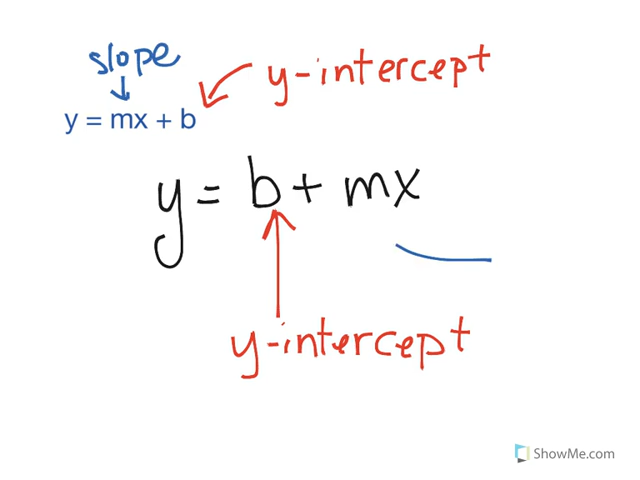 slope
y-intercept
y = mx + b
y = b + mx
y-intercept
ShowMe.com